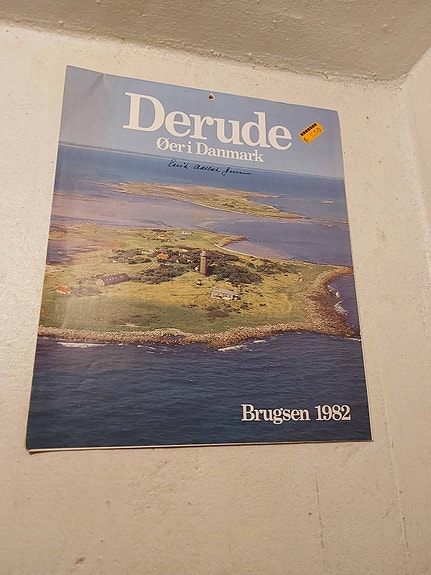 Derude
Øer i Danmark
Brugsen 1982